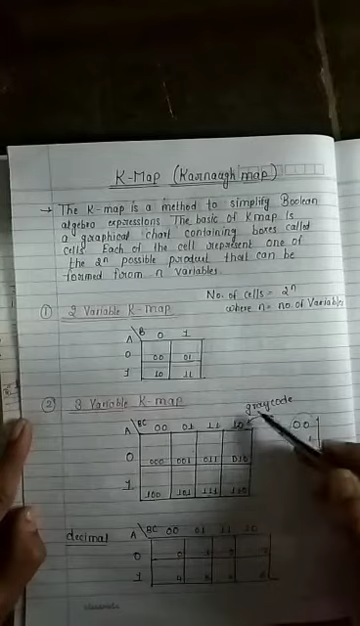 K-Map (Karnaugh map)
→ The K-map is a method to simplify Boolean
algebra expressions The basic of K map is
a graphical chart containing boxes called
cells Each of the cell represent one of
the 2ⁿ possible product that can be
formed from n variables.
No. of cells = 2ⁿ
where n = no. of Variables
① 2 Variable K-map
A \ B 0 1
0 00 01
1 10 11
② 3 Variable K-map
gray code
A \ BC 00 01 11 10
00
0 000 001 011 010
1 100 101 111 110
decimal
A \ BC 00 01 11 10
0 0
1 4